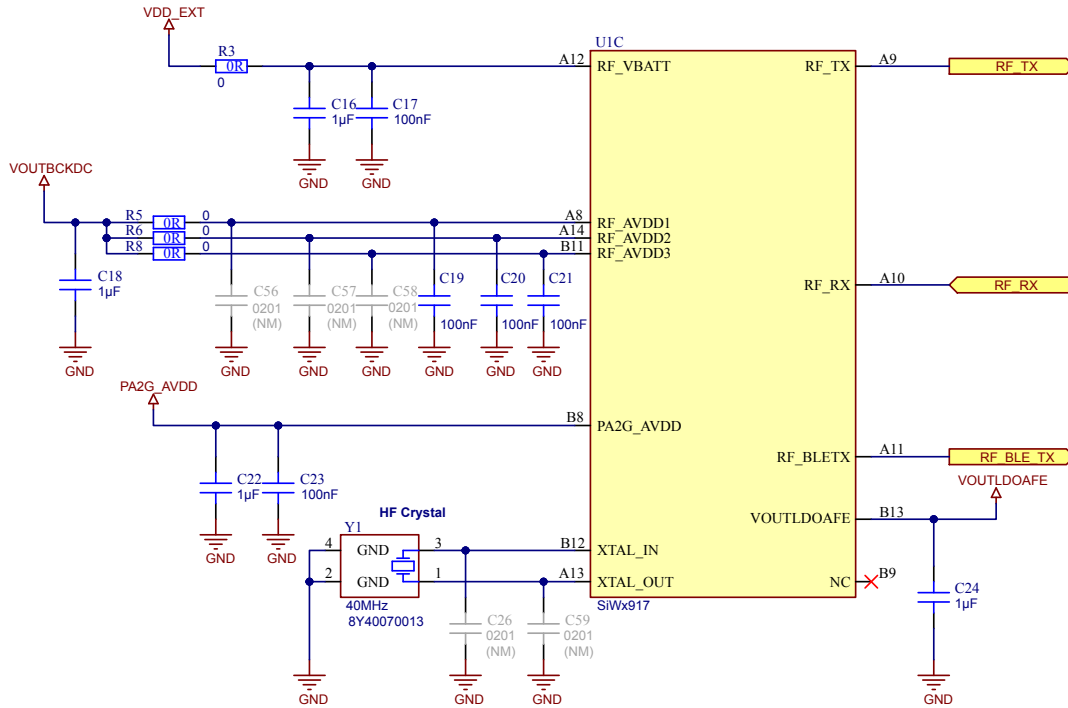 VDD_EXT
U1C
R3
0R
0
A12
RF_VBATT
RF_TX
A9
RF_TX
C16
1µF
C17
100nF
GND
GND
VOUTBCKDC
R5
0R
0
A8
RF_AVDD1
R6
0R
0
A14
RF_AVDD2
R8
0R
0
B11
RF_AVDD3
C18
1µF
C56
0201
(NM)
C57
0201
(NM)
C58
0201
(NM)
C19
100nF
C20
100nF
C21
100nF
RF_RX
A10
RF_RX
GND
GND
GND
GND
GND
GND
GND
PA2G_AVDD
B8
PA2G_AVDD
C22
1µF
C23
100nF
GND
GND
RF_BLETX
A11
RF_BLE_TX
VOUTLDOAFE
VOUTLDOAFE
B13
HF Crystal
Y1
4
GND
3
B12
XTAL_IN
2
GND
1
A13
XTAL_OUT
NC
B9
40MHz
8Y40070013
SiWx917
C26
0201
(NM)
C59
0201
(NM)
C24
1µF
GND
GND
GND
GND